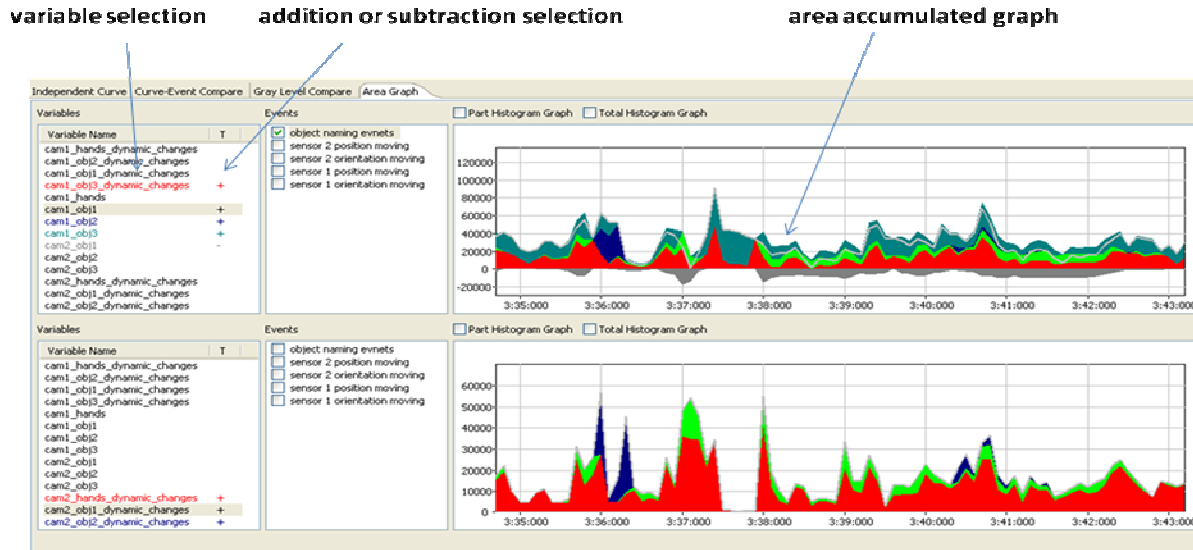 variable selection addition or subtraction selection area accumulated graph
Independent Curve Curve-Event Compare Gray Level Compare Area Graph
Variables Events Part Histogram Graph Total Histogram Graph
Variable Name T
cam1_hands_dynamic_changes
cam1_obj2_dynamic_changes
cam1_obj1_dynamic_changes
cam1_obj3_dynamic_changes +
cam1_hands
cam1_obj1 +
cam1_obj2 +
cam1_obj3 +
cam2_obj1 -
cam2_obj2
cam2_obj3
cam2_hands_dynamic_changes
cam2_obj1_dynamic_changes
cam2_obj2_dynamic_changes
object naming evnets
sensor 2 position moving
sensor 2 orientation moving
sensor 1 position moving
sensor 1 orientation moving
120000
100000
80000
60000
40000
20000
0
-20000
3:35:000 3:36:000 3:37:000 3:38:000 3:39:000 3:40:000 3:41:000 3:42:000 3:43:000
Variables Events Part Histogram Graph Total Histogram Graph
Variable Name T
cam1_hands_dynamic_changes
cam1_obj2_dynamic_changes
cam1_obj1_dynamic_changes
cam1_obj3_dynamic_changes
cam1_hands
cam1_obj1
cam1_obj2
cam1_obj3
cam2_obj1
cam2_obj2
cam2_obj3
cam2_hands_dynamic_changes +
cam2_obj1_dynamic_changes +
cam2_obj2_dynamic_changes +
object naming evnets
sensor 2 position moving
sensor 2 orientation moving
sensor 1 position moving
sensor 1 orientation moving
60000
50000
40000
30000
20000
10000
0
3:35:000 3:36:000 3:37:000 3:38:000 3:39:000 3:40:000 3:41:000 3:42:000 3:43:000